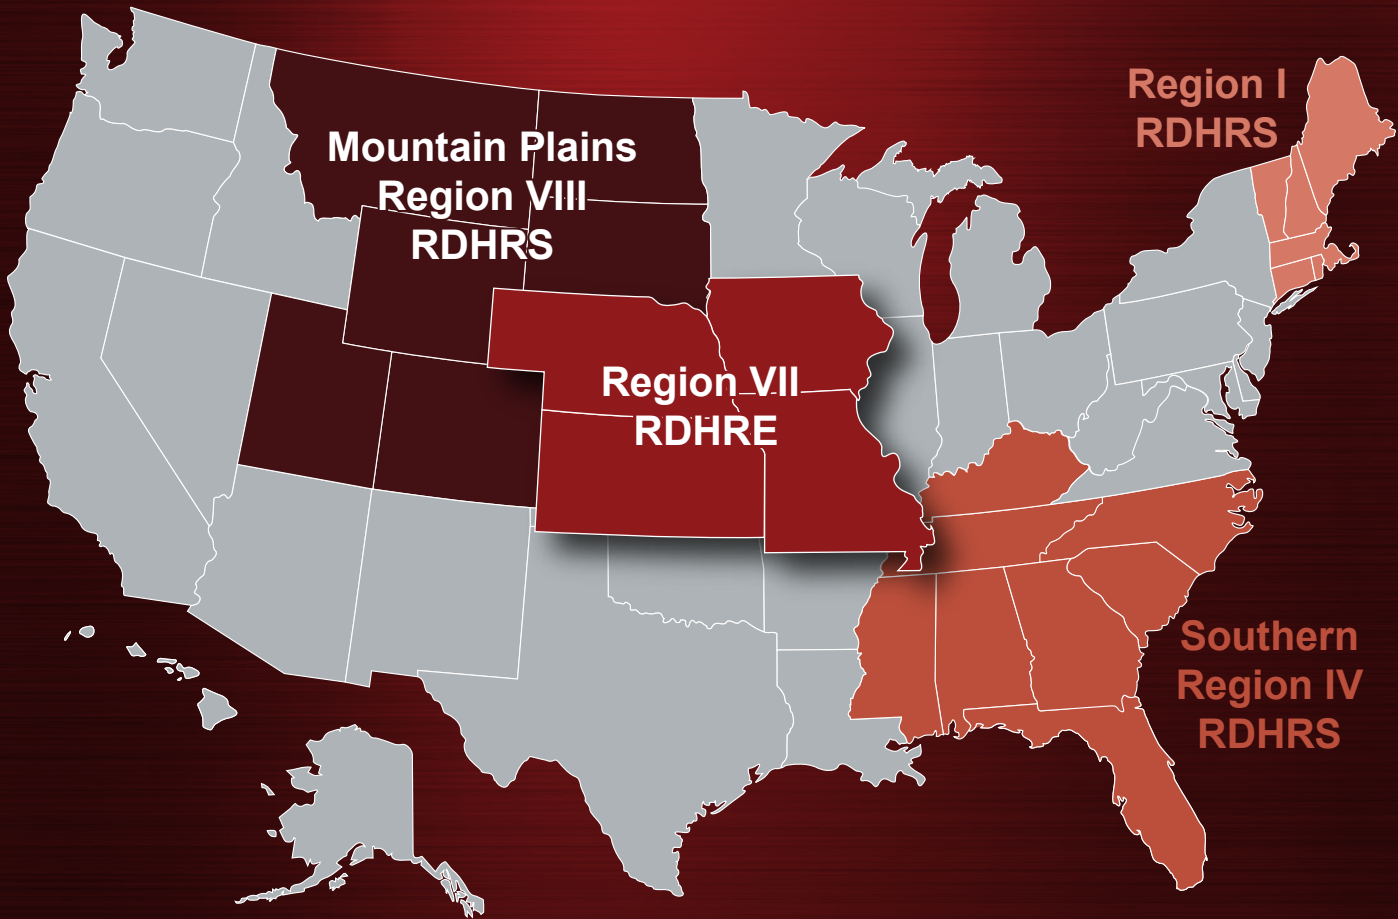 Mountain Plains
Region VIII
RDHRS
Region I
RDHRS
Region VII
RDHRE
Southern
Region IV
RDHRS